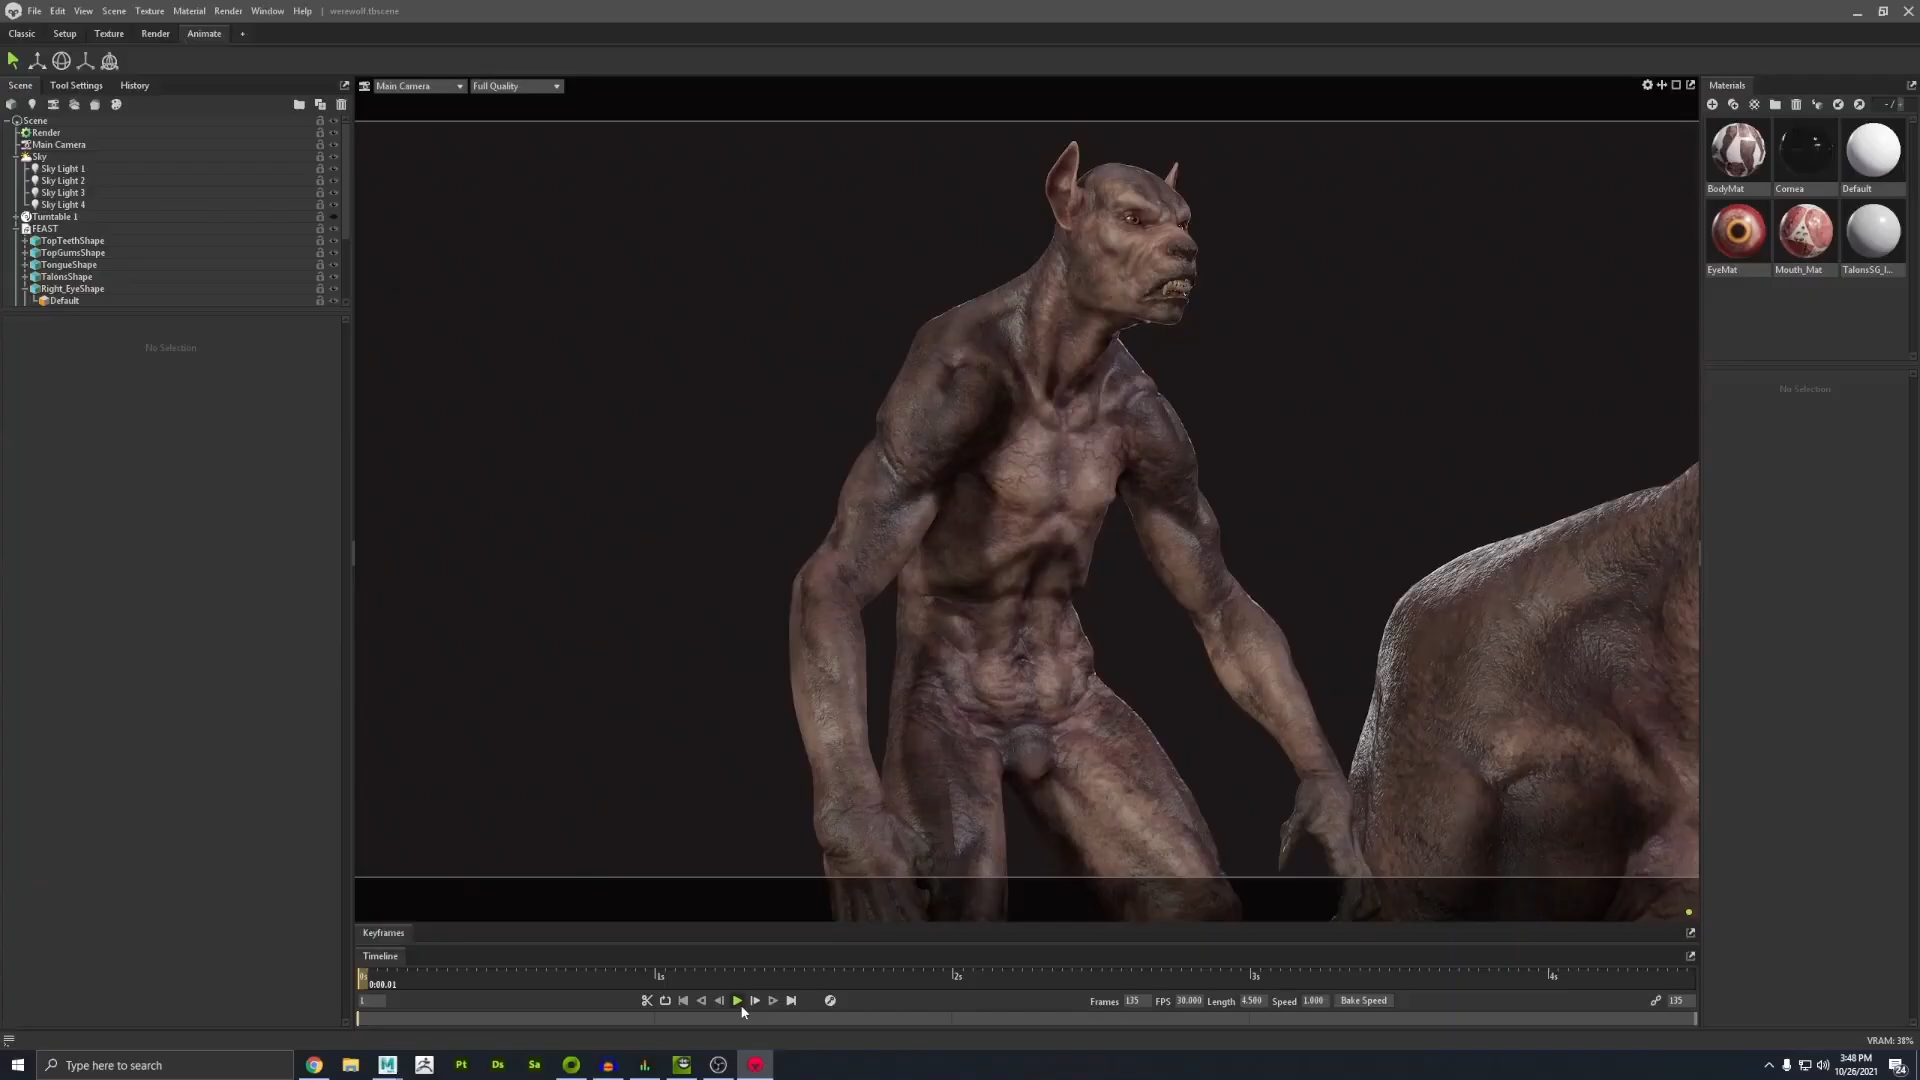 File Edit View Scene Texture Material Render Window Help | werewolf.tbscene
Classic Setup Texture Render Animate +
Scene Tool Settings History
Main Camera Full Quality
Materials
Scene
Render
Main Camera
Sky
Sky Light 1
Sky Light 2
Sky Light 3
Sky Light 4
Turntable 1
FEAST
TopTeethShape
TopGumsShape
TongueShape
TalonsShape
Right_EyeShape
Default
No Selection
BodyMat Cornea Default
EyeMat Mouth_Mat TalonsSG_I...
No Selection
Keyframes
Timeline
0s 1s 2s 3s 4s
0:00.01
1
Frames 135 FPS 30.000 Length 4.500 Speed 1.000 Bake Speed 135
VRAM: 38%
Type here to search
Pt Ds Sa
3:48 PM
10/26/2021
24